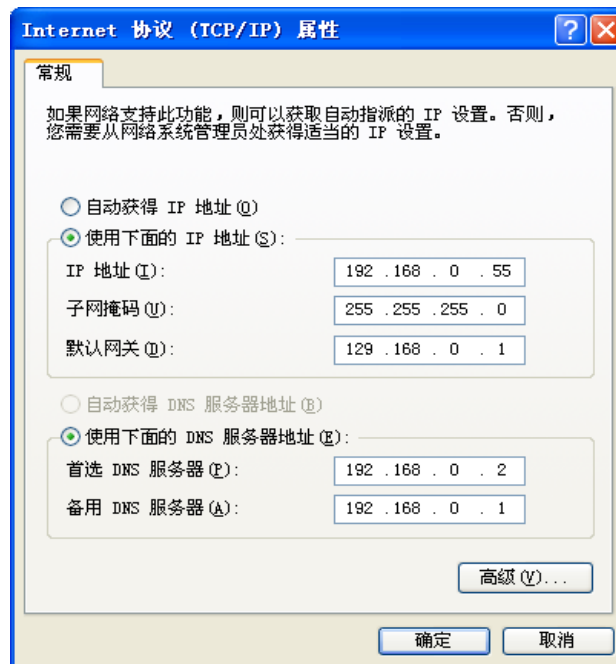 Internet 协议 (TCP/IP) 属性
常规
如果网络支持此功能，则可以获取自动指派的 IP 设置。否则，
您需要从网络系统管理员处获得适当的 IP 设置。
自动获得 IP 地址(O)
使用下面的 IP 地址(S):
IP 地址(I): 192 .168 . 0 . 55
子网掩码(U): 255 .255 .255 . 0
默认网关(D): 129 .168 . 0 . 1
自动获得 DNS 服务器地址(B)
使用下面的 DNS 服务器地址(E):
首选 DNS 服务器(P): 192 .168 . 0 . 2
备用 DNS 服务器(A): 192 .168 . 0 . 1
高级(V)...
确定 取消